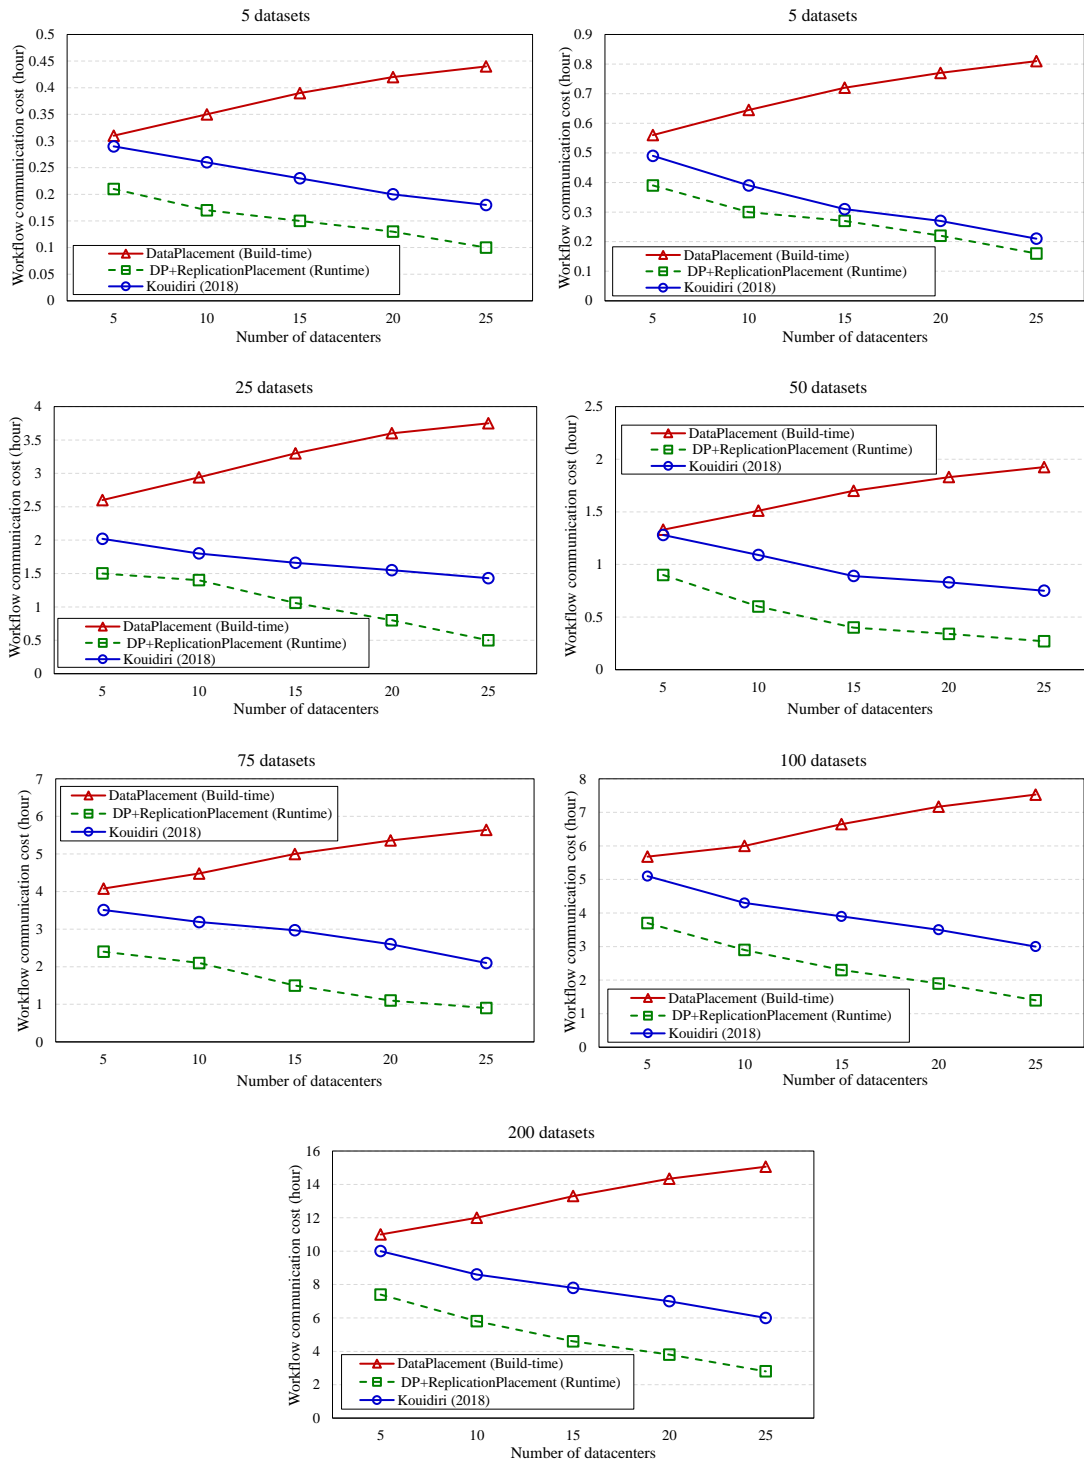 5 datasets
Workflow communication cost (hour)
0.5
0.45
0.4
0.35
0.3
0.25
0.2
0.15
0.1
0.05
0
DataPlacement (Build-time)
DP+ReplicationPlacement (Runtime)
Kouidiri (2018)
5 10 15 20 25
Number of datacenters
5 datasets
Workflow communication cost (hour)
0.9
0.8
0.7
0.6
0.5
0.4
0.3
0.2
0.1
0
DataPlacement (Build-time)
DP+ReplicationPlacement (Runtime)
Kouidiri (2018)
5 10 15 20 25
Number of datacenters
25 datasets
Workflow communication cost (hour)
4
3.5
3
2.5
2
1.5
1
0.5
0
DataPlacement (Build-time)
DP+ReplicationPlacement (Runtime)
Kouidiri (2018)
5 10 15 20 25
Number of datacenters
50 datasets
Workflow communication cost (hour)
2.5
2
1.5
1
0.5
0
DataPlacement (Build-time)
DP+ReplicationPlacement (Runtime)
Kouidiri (2018)
5 10 15 20 25
Number of datacenters
75 datasets
Workflow communication cost (hour)
7
6
5
4
3
2
1
0
DataPlacement (Build-time)
DP+ReplicationPlacement (Runtime)
Kouidiri (2018)
5 10 15 20 25
Number of datacenters
100 datasets
Workflow communication cost (hour)
8
7
6
5
4
3
2
1
0
DataPlacement (Build-time)
DP+ReplicationPlacement (Runtime)
Kouidiri (2018)
5 10 15 20 25
Number of datacenters
200 datasets
Workflow communication cost (hour)
16
14
12
10
8
6
4
2
0
DataPlacement (Build-time)
DP+ReplicationPlacement (Runtime)
Kouidiri (2018)
5 10 15 20 25
Number of datacenters